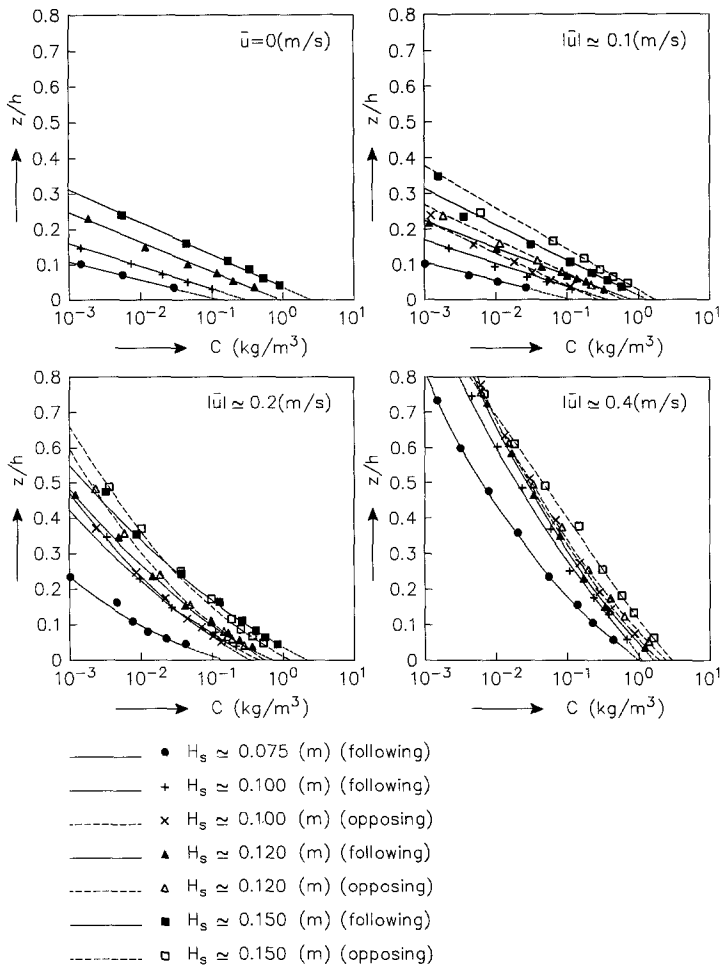 ū=0(m/s)
0.8
0.7
0.6
0.5
0.4
0.3
0.2
0.1
0
z/h
10⁻³ 10⁻² 10⁻¹ 10⁰ 10¹
C (kg/m³)
|ū| ≃ 0.1(m/s)
0.8
0.7
0.6
0.5
0.4
0.3
0.2
0.1
0
z/h
10⁻³ 10⁻² 10⁻¹ 10⁰ 10¹
C (kg/m³)
|ū| ≃ 0.2(m/s)
0.8
0.7
0.6
0.5
0.4
0.3
0.2
0.1
0
z/h
10⁻³ 10⁻² 10⁻¹ 10⁰ 10¹
C (kg/m³)
|ū| ≃ 0.4(m/s)
0.8
0.7
0.6
0.5
0.4
0.3
0.2
0.1
0
z/h
10⁻³ 10⁻² 10⁻¹ 10⁰ 10¹
C (kg/m³)
Hₛ ≃ 0.075 (m) (following)
Hₛ ≃ 0.100 (m) (following)
Hₛ ≃ 0.100 (m) (opposing)
Hₛ ≃ 0.120 (m) (following)
Hₛ ≃ 0.120 (m) (opposing)
Hₛ ≃ 0.150 (m) (following)
Hₛ ≃ 0.150 (m) (opposing)